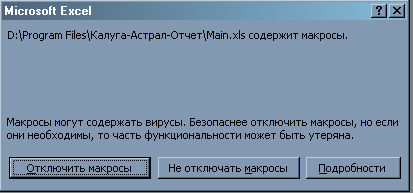 Microsoft Excel
D:\Program Files\Калуга-Астрал-Отчет\Main.xls содержит макросы.
Макросы могут содержать вирусы. Безопаснее отключить макросы, но если
они необходимы, то часть функциональности может быть утеряна.
Отключить макросы Не отключать макросы Подробности